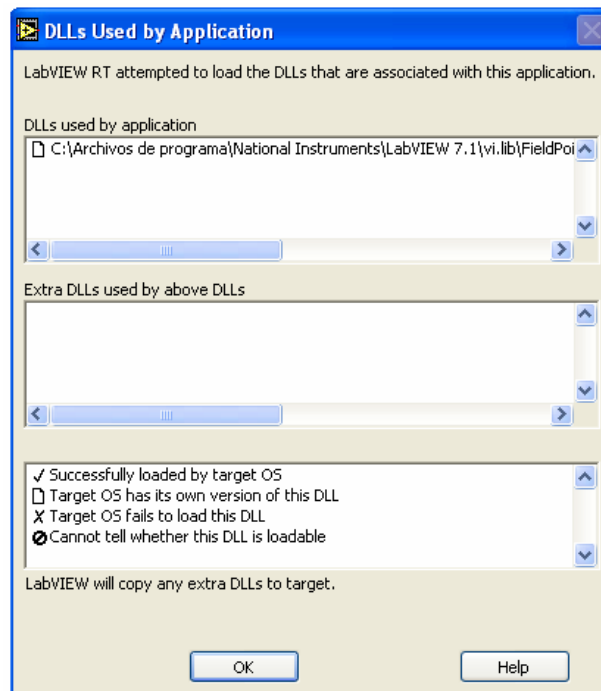 DLLs Used by Application
LabVIEW RT attempted to load the DLLs that are associated with this application.
DLLs used by application
C:\Archivos de programa\National Instruments\LabVIEW 7.1\vi.lib\FieldPoi
Extra DLLs used by above DLLs
Successfully loaded by target OS
Target OS has its own version of this DLL
Target OS fails to load this DLL
Cannot tell whether this DLL is loadable
LabVIEW will copy any extra DLLs to target.
OK
Help